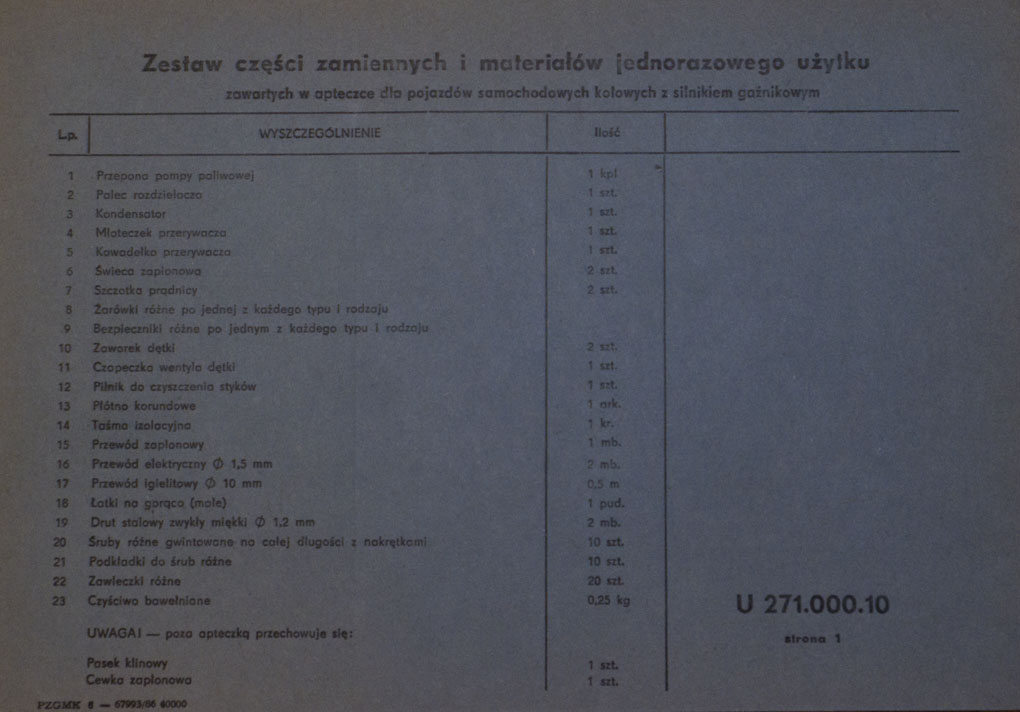 Zestaw części zamiennych i materiałów jednorazowego użytku
zawartych w apteczce dla pojazdów samochodowych kołowych z silnikiem gaźnikowym
Lp. WYSZCZEGÓLNIENIE Ilość
1 Przepona pompy paliwowej 1 kpl
2 Palec rozdzielacza 1 szt.
3 Kondensator 1 szt.
4 Młoteczek przerywacza 1 szt.
5 Kowadełko przerywacza 1 szt.
6 Świeca zapłonowa 2 szt.
7 Szczotka prądnicy 2 szt.
8 Żarówki różne po jednej z każdego typu i rodzaju
9 Bezpieczniki różne po jednym z każdego typu i rodzaju
10 Zaworek dętki 2 szt.
11 Czapeczka wentyla dętki 1 szt.
12 Pilnik do czyszczenia styków 1 szt.
13 Płótno korundowe 1 ark.
14 Taśma izolacyjna 1 kr.
15 Przewód zapłonowy 1 mb.
16 Przewód elektryczny ∅ 1,5 mm 2 mb.
17 Przewód igielitowy ∅ 10 mm 0,5 m
18 Łatki na gorąco (małe) 1 pud.
19 Drut stalowy zwykły miękki ∅ 1,2 mm 2 mb.
20 Śruby różne gwintowane na całej długości z nakrętkami 10 szt.
21 Podkładki do śrub różne 10 szt.
22 Zawleczki różne 20 szt.
23 Czyściwo bawełniane 0,25 kg
U 271.000.10
strona 1
UWAGA! — poza apteczką przechowuje się:
Pasek klinowy 1 szt.
Cewka zapłonowa 1 szt.
PZGMK 6 — 67993/66 40000